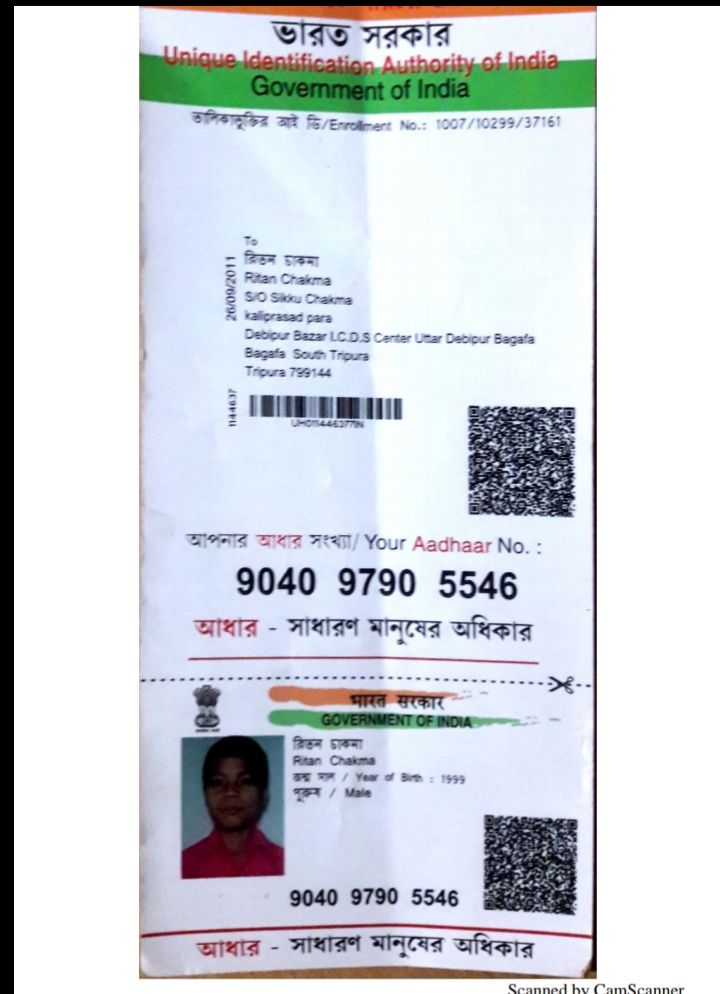 ভারত সরকার
Unique Identification Authority of India
Government of India
তালিকাভুক্তির আই ডি/Enrollment No.: 1007/10299/37161
To
রিতন চাকমা
Ritan Chakma
S/O Sikku Chakma
kaliprasad para
Debipur Bazar I.C.D.S Center Uttar Debipur Bagafa
Bagafa South Tripura
Tripura 799144
26/09/2011
1144637
UH011446377IN
আপনার আধার সংখ্যা/ Your Aadhaar No. :
9040 9790 5546
আধার - সাধারণ মানুষের অধিকার
भारत सरकार
GOVERNMENT OF INDIA
রিতন চাকমা
Ritan Chakma
জন্ম সাল / Year of Birth : 1999
পুরুষ / Male
9040 9790 5546
আধার - সাধারণ মানুষের অধিকার
Scanned by CamScanner